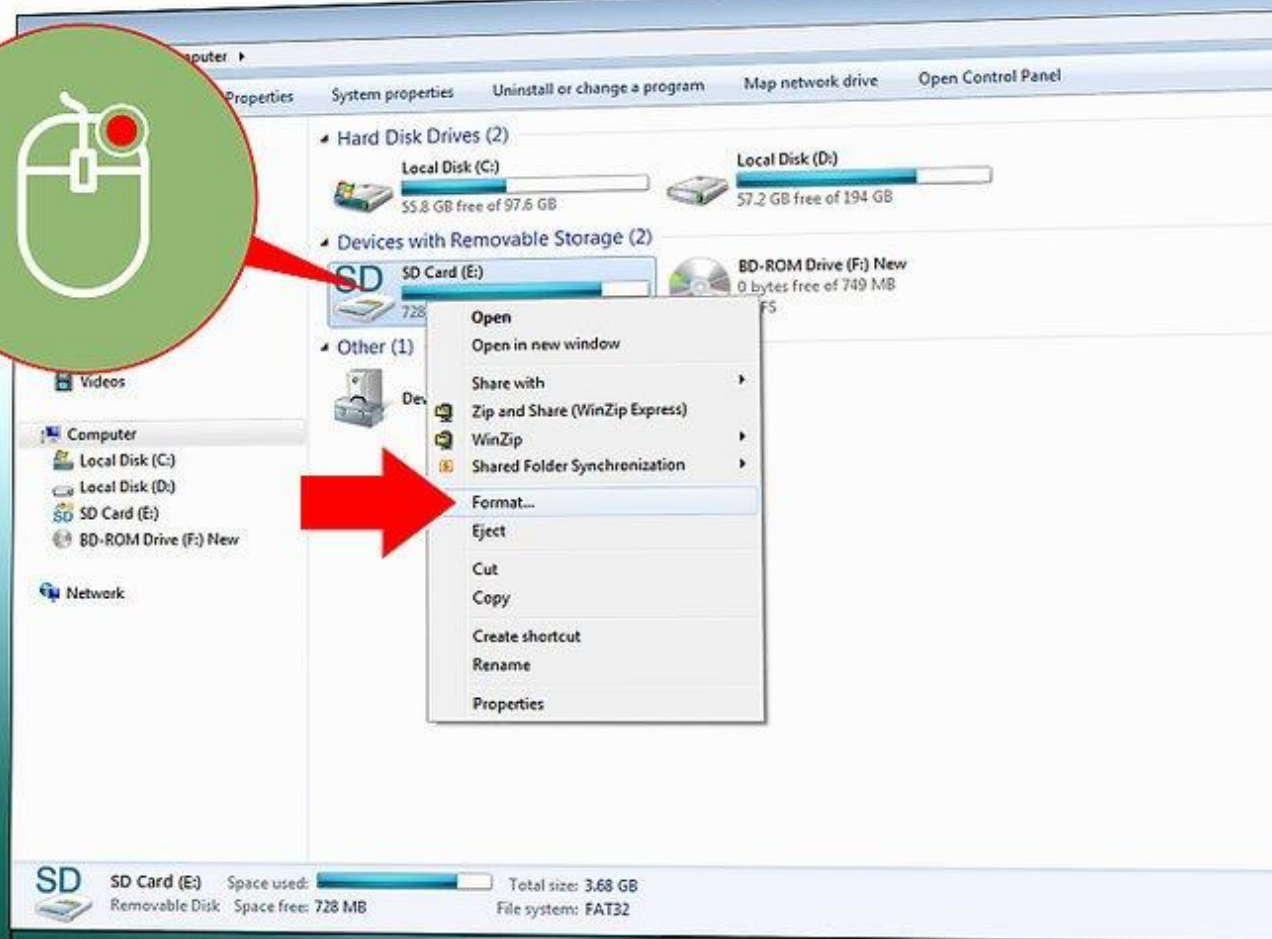 puter
Properties System properties Uninstall or change a program Map network drive Open Control Panel
Hard Disk Drives (2)
Local Disk (C:)
55.8 GB free of 97.6 GB
Local Disk (D:)
57.2 GB free of 194 GB
Devices with Removable Storage (2)
SD
SD Card (E:)
728
BD-ROM Drive (F:) New
0 bytes free of 749 MB
FS
Other (1)
Dev
Open
Open in new window
Share with
Zip and Share (WinZip Express)
WinZip
Shared Folder Synchronization
Format...
Eject
Cut
Copy
Create shortcut
Rename
Properties
Videos
Computer
Local Disk (C:)
Local Disk (D:)
SD SD Card (E:)
BD-ROM Drive (F:) New
Network
SD
SD Card (E:) Space used: Total size: 3.68 GB
Removable Disk Space free: 728 MB File system: FAT32